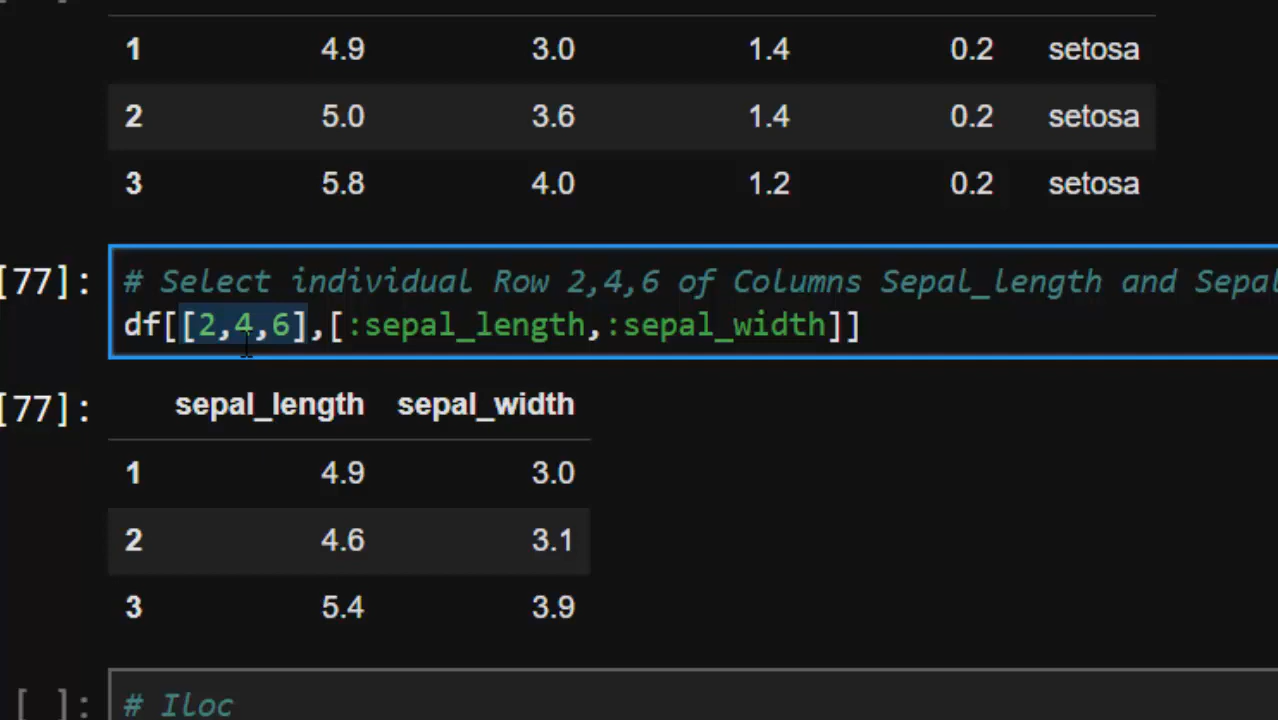 1 4.9 3.0 1.4 0.2 setosa
2 5.0 3.6 1.4 0.2 setosa
3 5.8 4.0 1.2 0.2 setosa
[77]: # Select individual Row 2,4,6 of Columns Sepal_length and Sepal
df[[2,4,6],[:sepal_length,:sepal_width]]
[77]: sepal_length sepal_width
1 4.9 3.0
2 4.6 3.1
3 5.4 3.9
[ ]: # Iloc